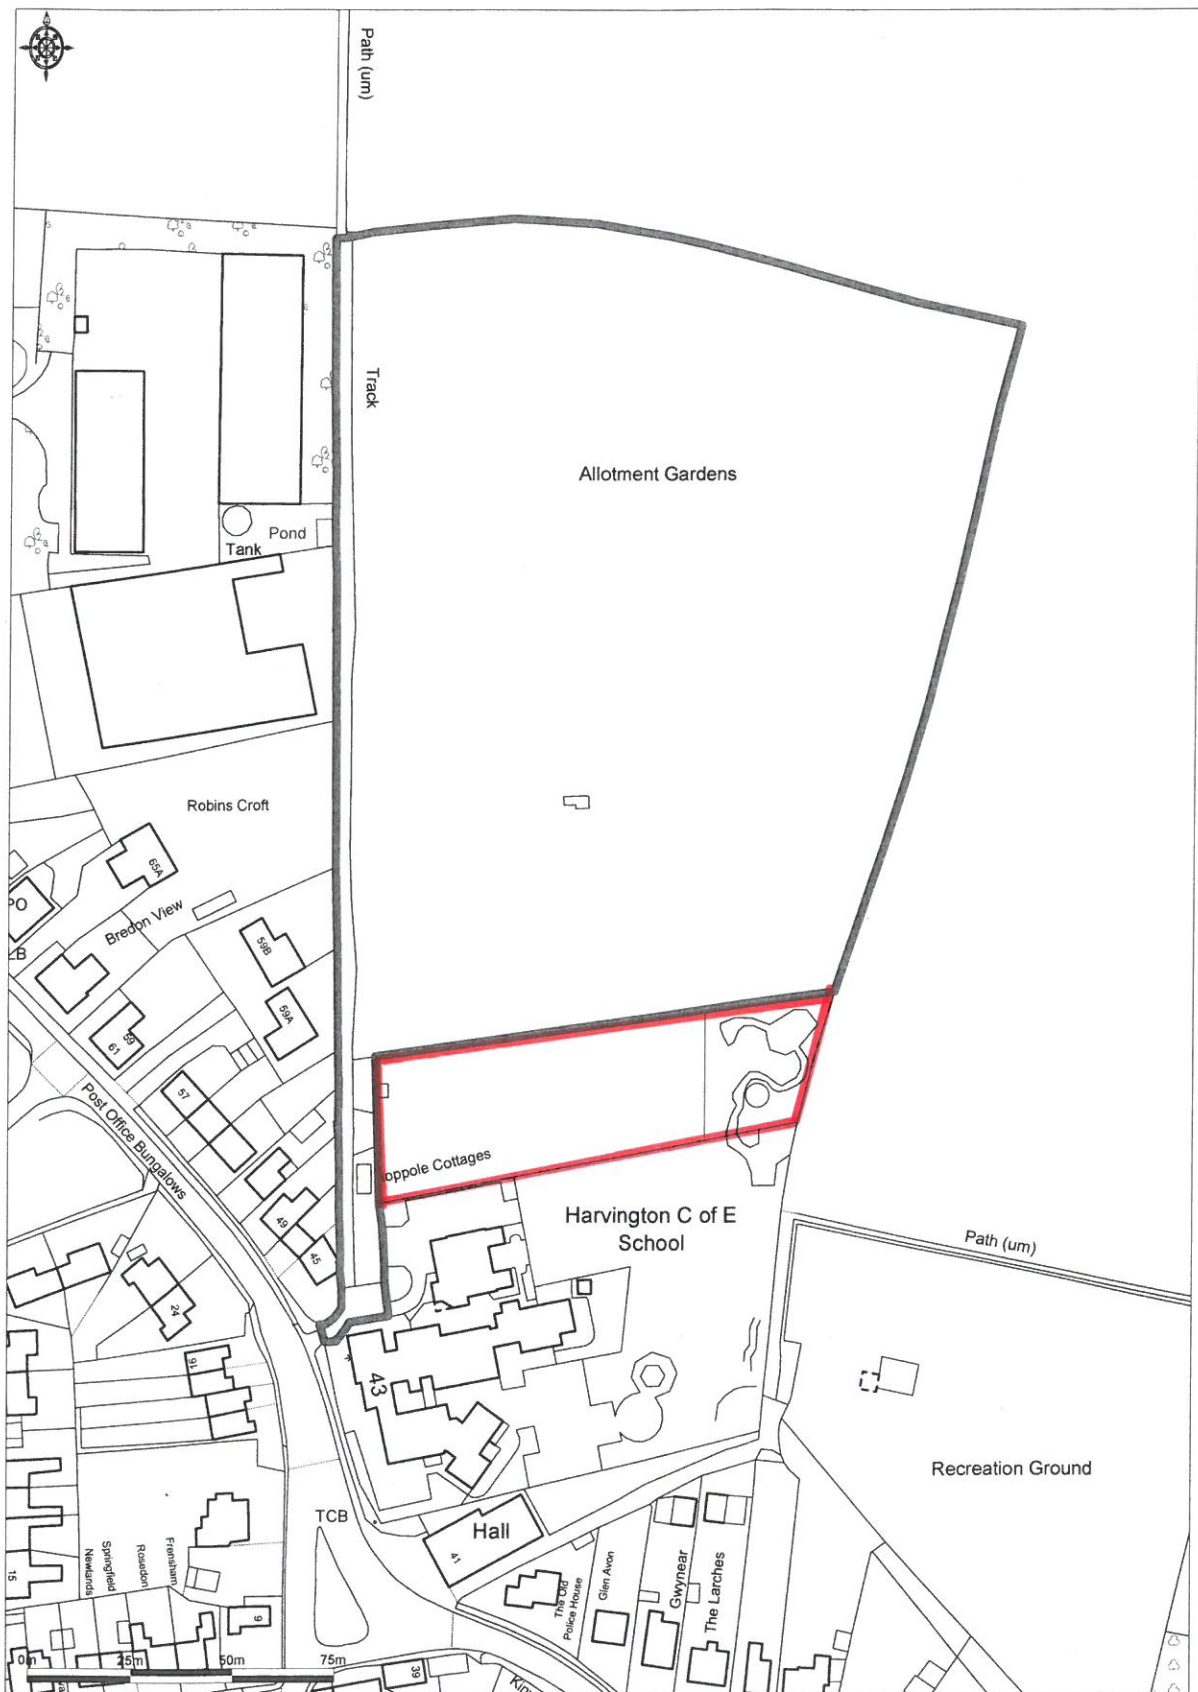 Path (um)
Track
Allotment Gardens
Pond
Tank
Robins Croft
65A
PO
Bredon View
59B
59A
59
61
57
Post Office Bungalows
oppole Cottages
49
45
Harvington C of E
School
Path (um)
24
16
43
Recreation Ground
TCB
Hall
41
The Old
Police House
Glen Avon
Gwynear
The Larches
Frensham
Rosedon
Springfield
Newlands
15
9
39
0m
25m
50m
75m